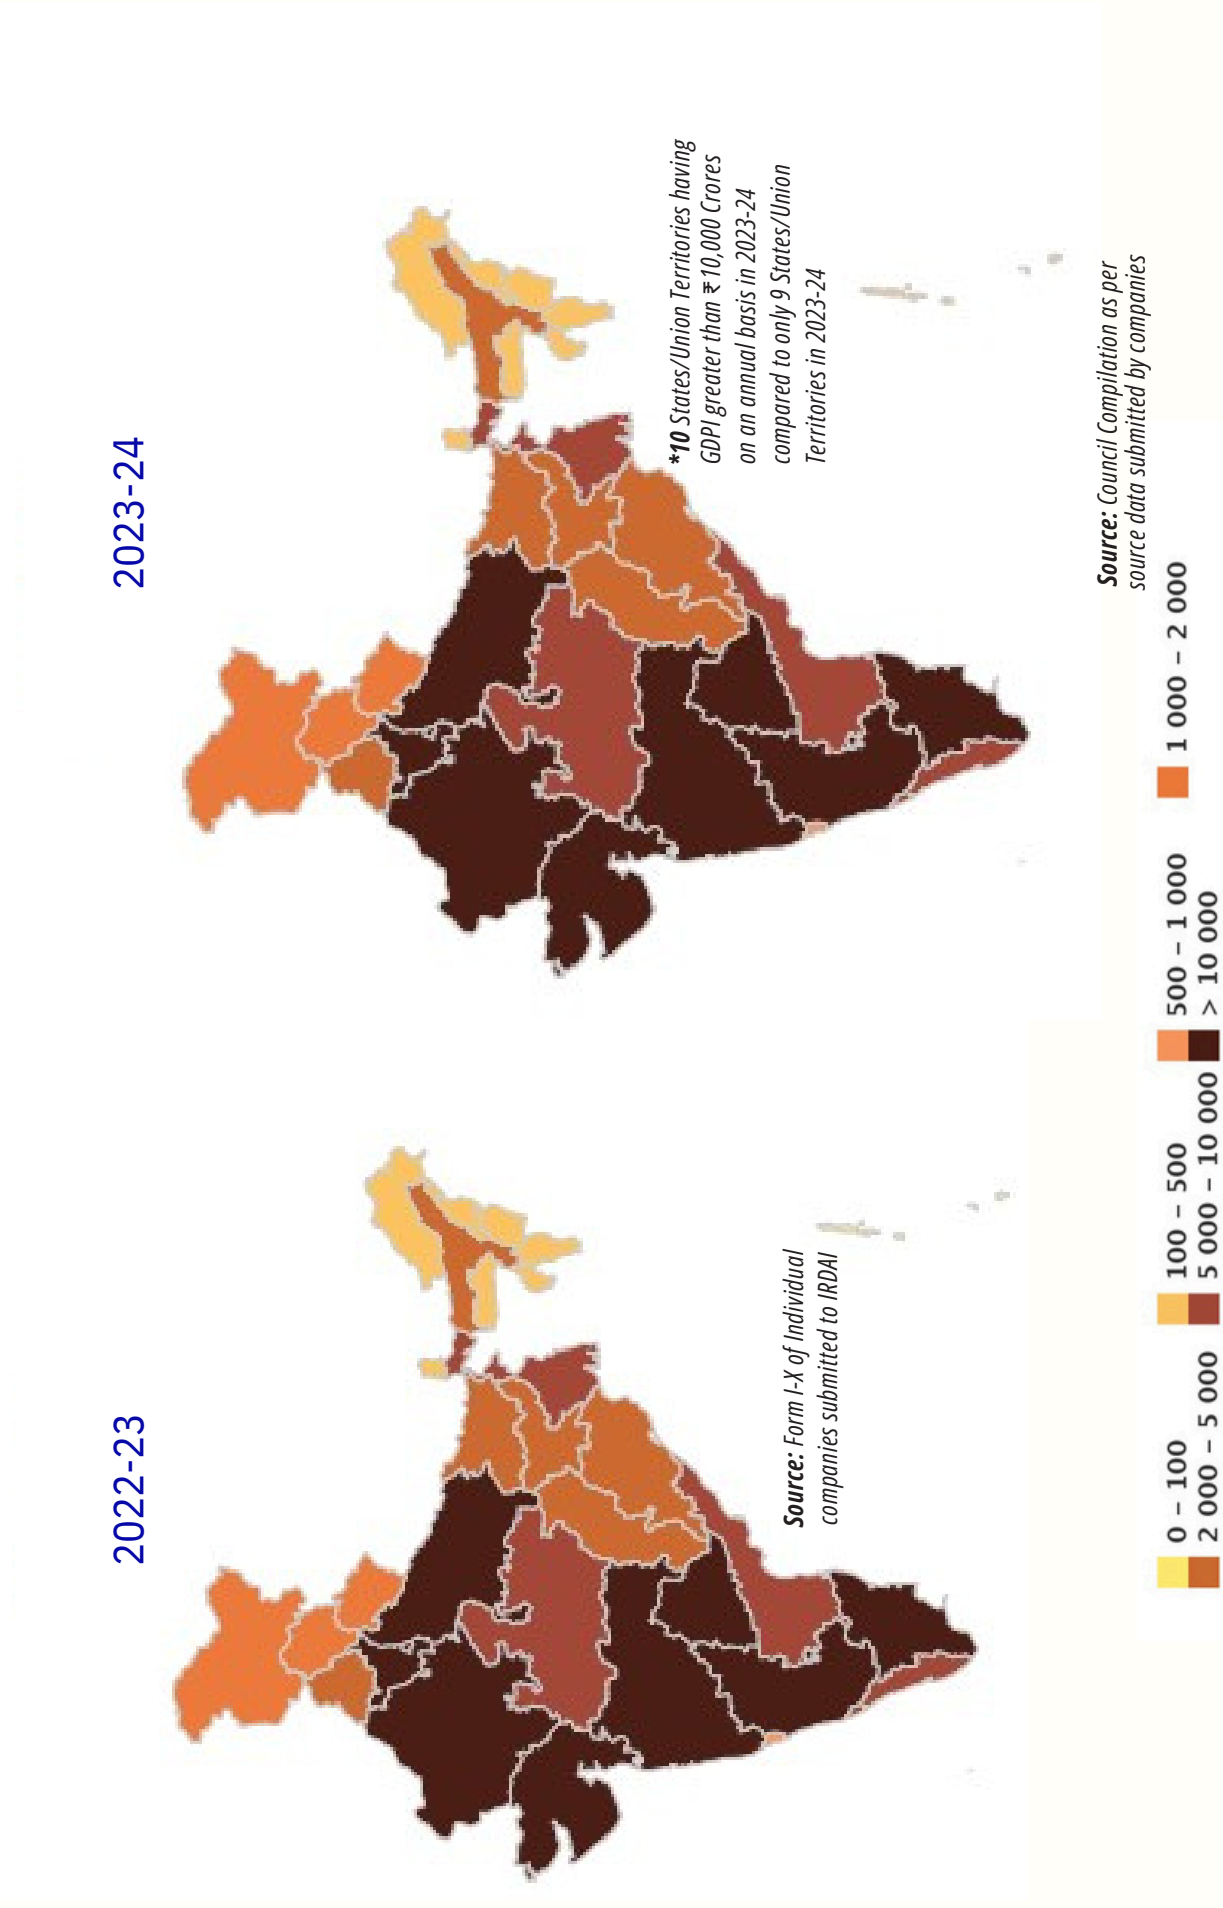 2022-23
2023-24
Source: Form I-X of Individual
companies submitted to IRDAI
*10 States/Union Territories having
GDPI greater than ₹ 10,000 Crores
on an annual basis in 2023-24
compared to only 9 States/Union
Territories in 2023-24
Source: Council Compilation as per
source data submitted by companies
0 – 100
100 – 500
500 – 1 000
1 000 – 2 000
2 000 – 5 000
5 000 – 10 000
> 10 000